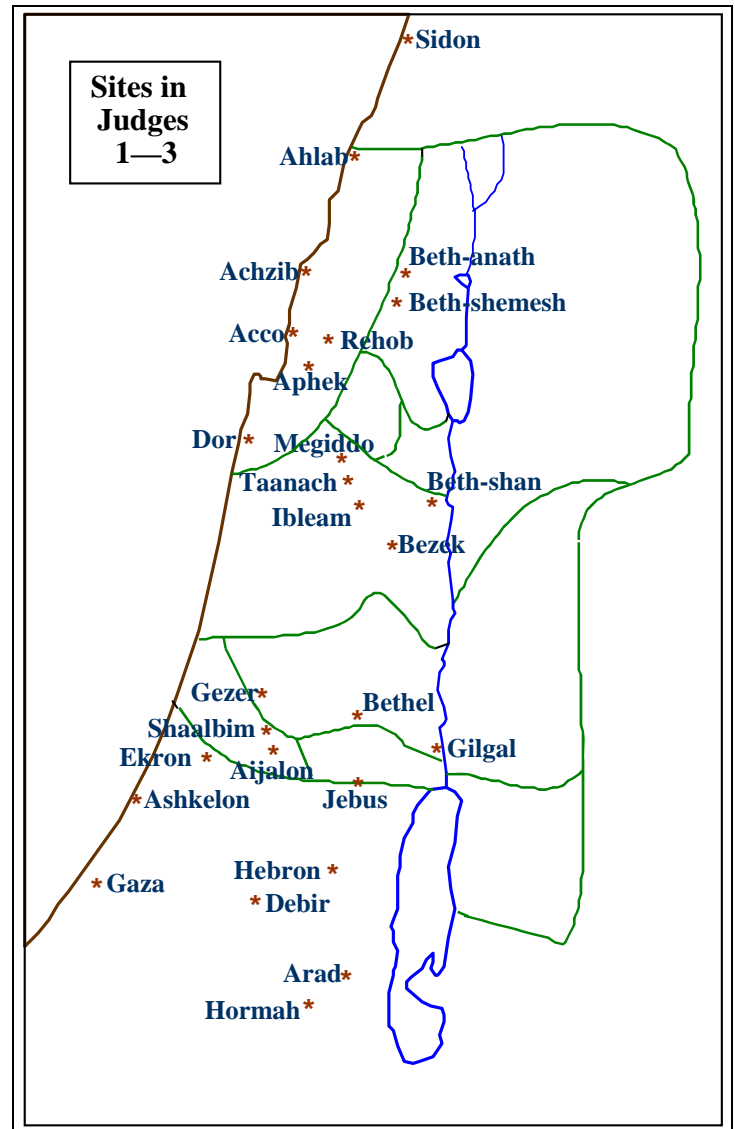 Sidon
Sites in
Judges
1—3
Ahlab
Beth-anath
Achzib
Beth-shemesh
Acco
Rehob
Aphek
Dor
Megiddo
Taanach
Beth-shan
Ibleam
Bezek
Gezer
Bethel
Shaalbim
Gilgal
Ekron
Aijalon
Ashkelon
Jebus
Hebron
Gaza
Debir
Arad
Hormah